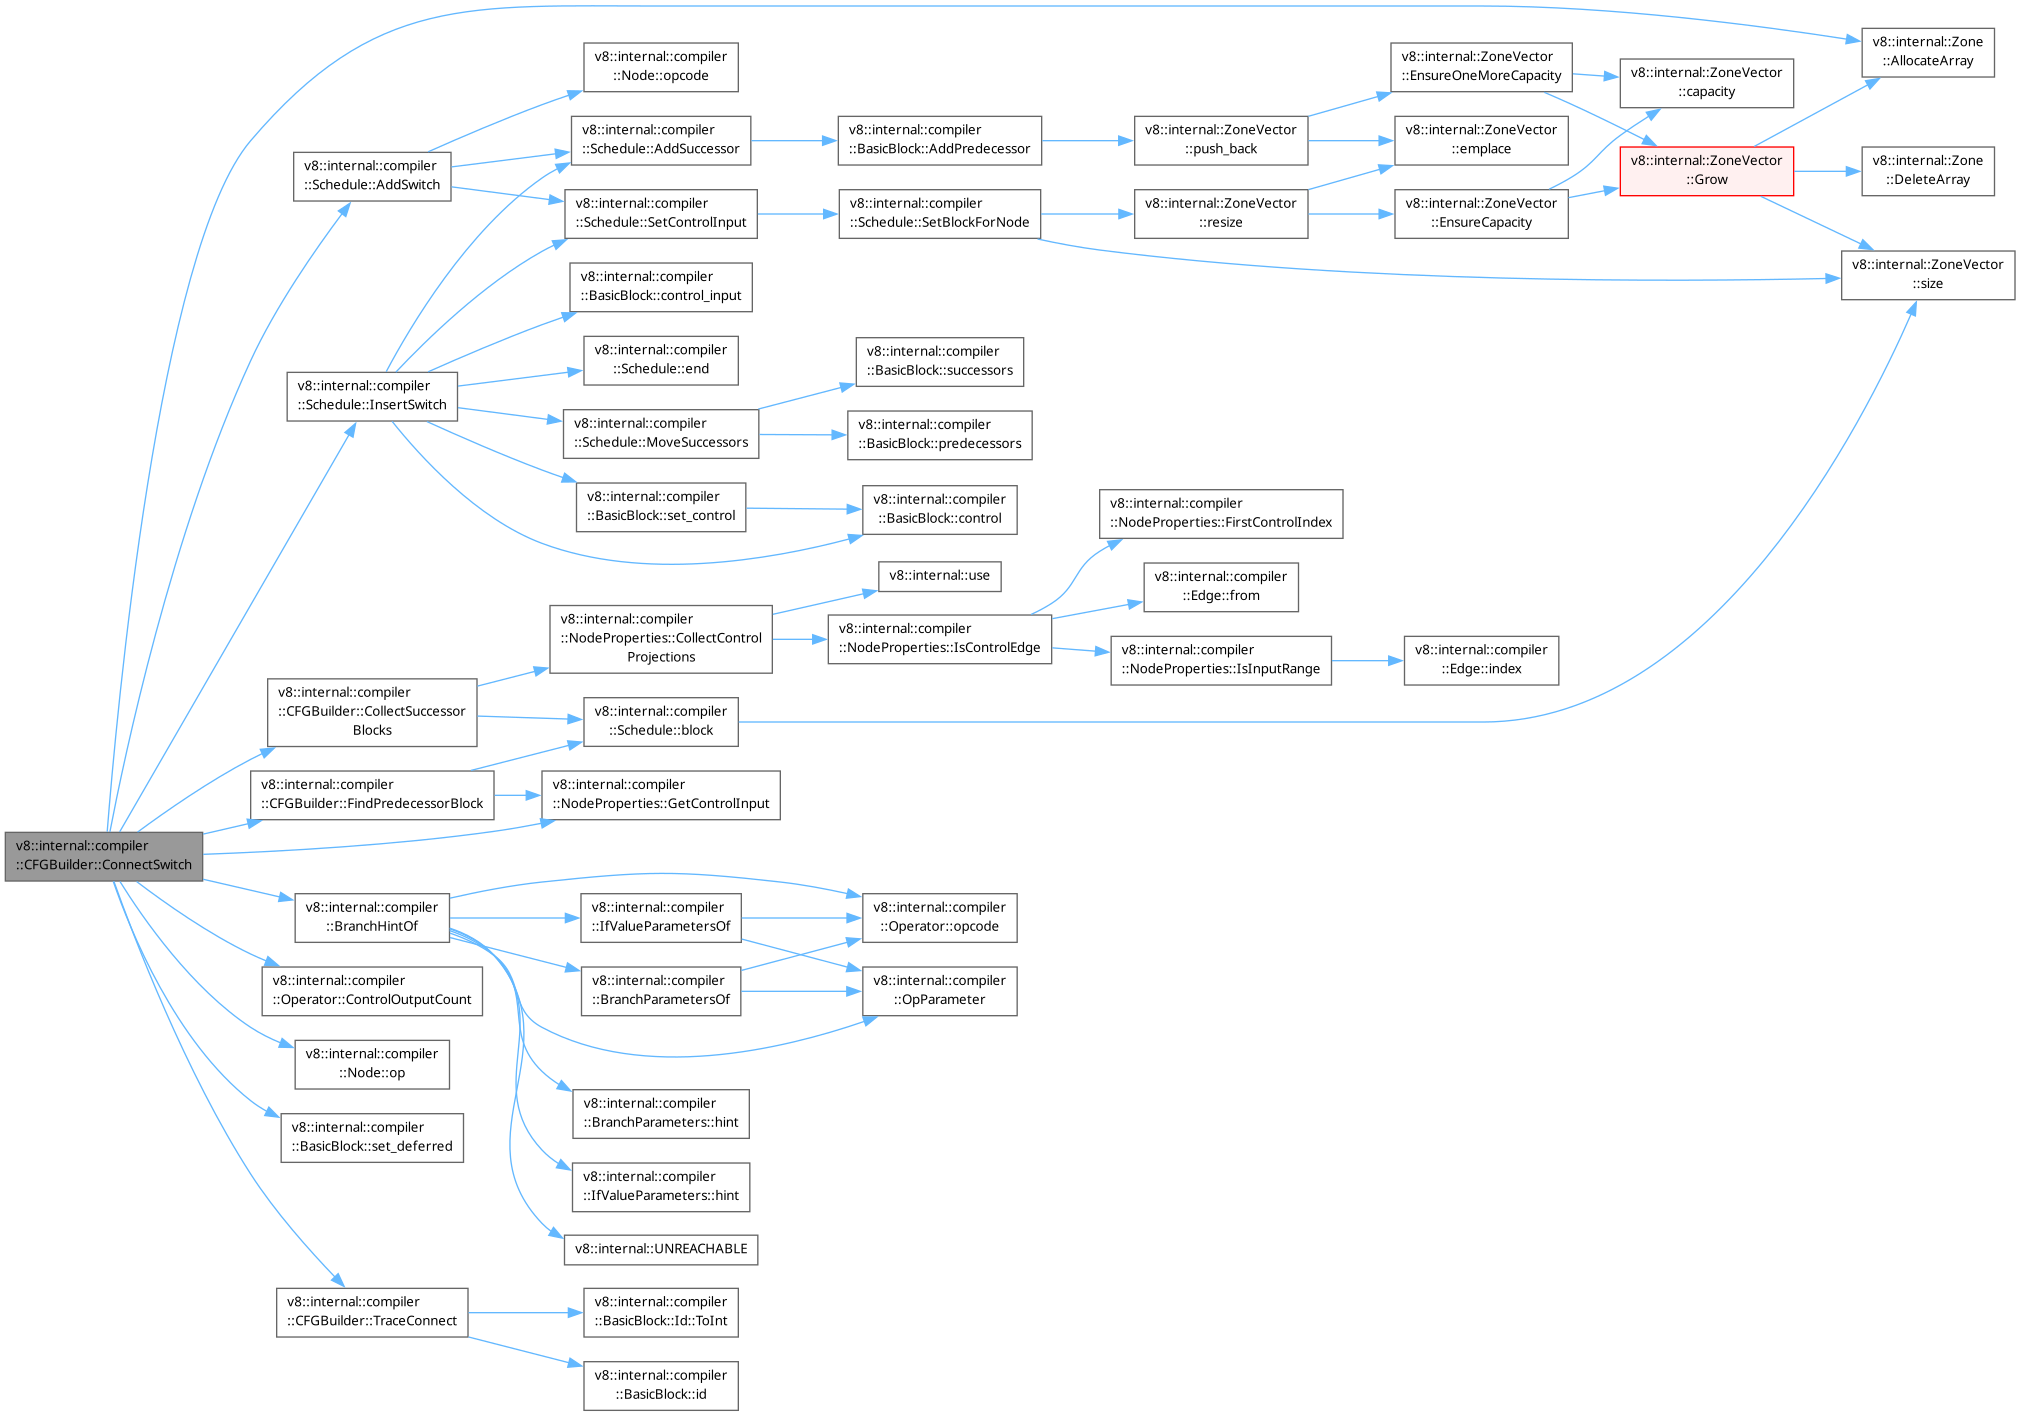 v8::internal::compiler
::CFGBuilder::ConnectSwitch
v8::internal::Zone
::AllocateArray
v8::internal::compiler
::Schedule::AddSwitch
v8::internal::compiler
::Node::opcode
v8::internal::compiler
::Schedule::AddSuccessor
v8::internal::compiler
::BasicBlock::AddPredecessor
v8::internal::ZoneVector
::push_back
v8::internal::ZoneVector
::EnsureOneMoreCapacity
v8::internal::ZoneVector
::capacity
v8::internal::ZoneVector
::emplace
v8::internal::ZoneVector
::Grow
v8::internal::Zone
::DeleteArray
v8::internal::compiler
::Schedule::SetControlInput
v8::internal::compiler
::Schedule::SetBlockForNode
v8::internal::ZoneVector
::resize
v8::internal::ZoneVector
::EnsureCapacity
v8::internal::ZoneVector
::size
v8::internal::compiler
::BasicBlock::control_input
v8::internal::compiler
::Schedule::end
v8::internal::compiler
::Schedule::InsertSwitch
v8::internal::compiler
::Schedule::MoveSuccessors
v8::internal::compiler
::BasicBlock::successors
v8::internal::compiler
::BasicBlock::predecessors
v8::internal::compiler
::BasicBlock::set_control
v8::internal::compiler
::BasicBlock::control
v8::internal::compiler
::NodeProperties::FirstControlIndex
v8::internal::use
v8::internal::compiler
::Edge::from
v8::internal::compiler
::NodeProperties::CollectControl
Projections
v8::internal::compiler
::NodeProperties::IsControlEdge
v8::internal::compiler
::NodeProperties::IsInputRange
v8::internal::compiler
::Edge::index
v8::internal::compiler
::CFGBuilder::CollectSuccessor
Blocks
v8::internal::compiler
::Schedule::block
v8::internal::compiler
::CFGBuilder::FindPredecessorBlock
v8::internal::compiler
::NodeProperties::GetControlInput
v8::internal::compiler
::BranchHintOf
v8::internal::compiler
::IfValueParametersOf
v8::internal::compiler
::Operator::opcode
v8::internal::compiler
::Operator::ControlOutputCount
v8::internal::compiler
::BranchParametersOf
v8::internal::compiler
::OpParameter
v8::internal::compiler
::Node::op
v8::internal::compiler
::BranchParameters::hint
v8::internal::compiler
::BasicBlock::set_deferred
v8::internal::compiler
::IfValueParameters::hint
v8::internal::UNREACHABLE
v8::internal::compiler
::CFGBuilder::TraceConnect
v8::internal::compiler
::BasicBlock::Id::ToInt
v8::internal::compiler
::BasicBlock::id